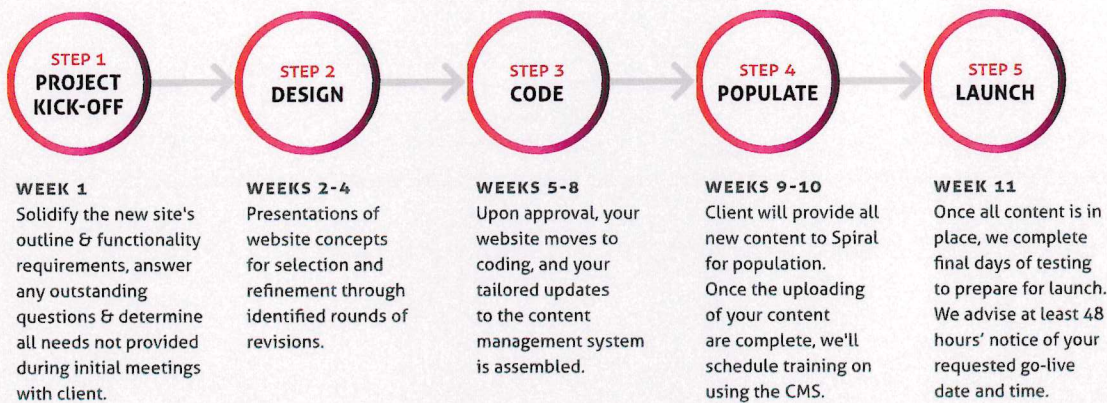 STEP 1
PROJECT
KICK-OFF
STEP 2
DESIGN
STEP 3
CODE
STEP 4
POPULATE
STEP 5
LAUNCH
WEEK 1
Solidify the new site's
outline & functionality
requirements, answer
any outstanding
questions & determine
all needs not provided
during initial meetings
with client.
WEEKS 2-4
Presentations of
website concepts
for selection and
refinement through
identified rounds of
revisions.
WEEKS 5-8
Upon approval, your
website moves to
coding, and your
tailored updates
to the content
management system
is assembled.
WEEKS 9-10
Client will provide all
new content to Spiral
for population.
Once the uploading
of your content
are complete, we'll
schedule training on
using the CMS.
WEEK 11
Once all content is in
place, we complete
final days of testing
to prepare for launch.
We advise at least 48
hours' notice of your
requested go-live
date and time.